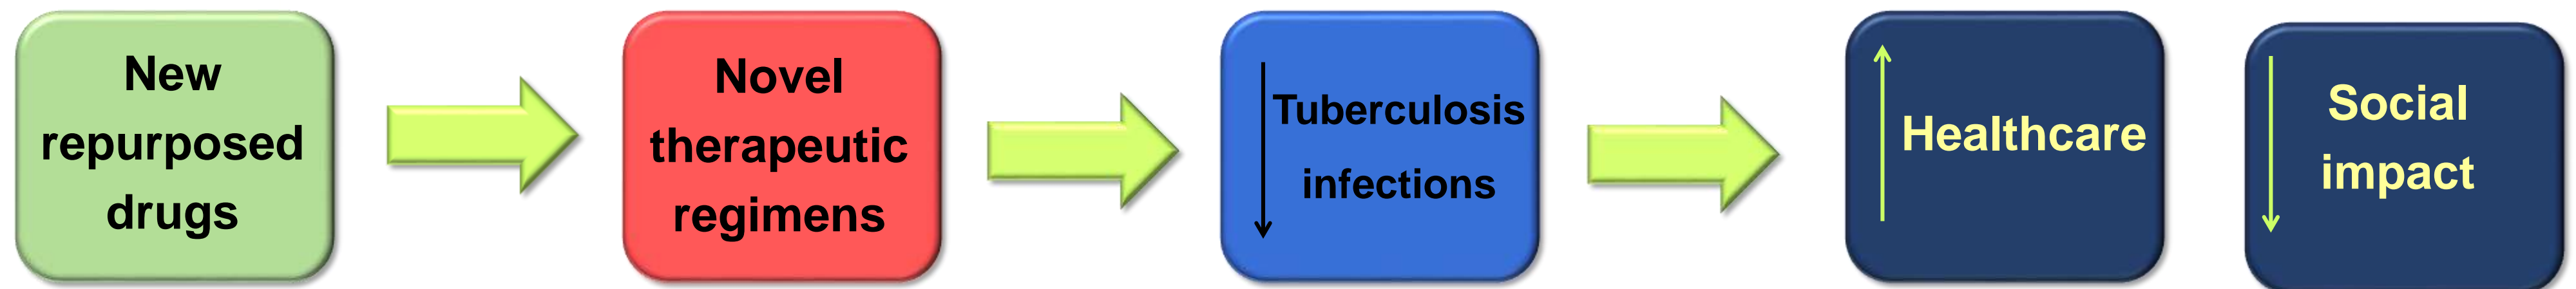 New
repurposed
drugs
Novel
therapeutic
regimens
Tuberculosis
infections
Healthcare
Social
impact